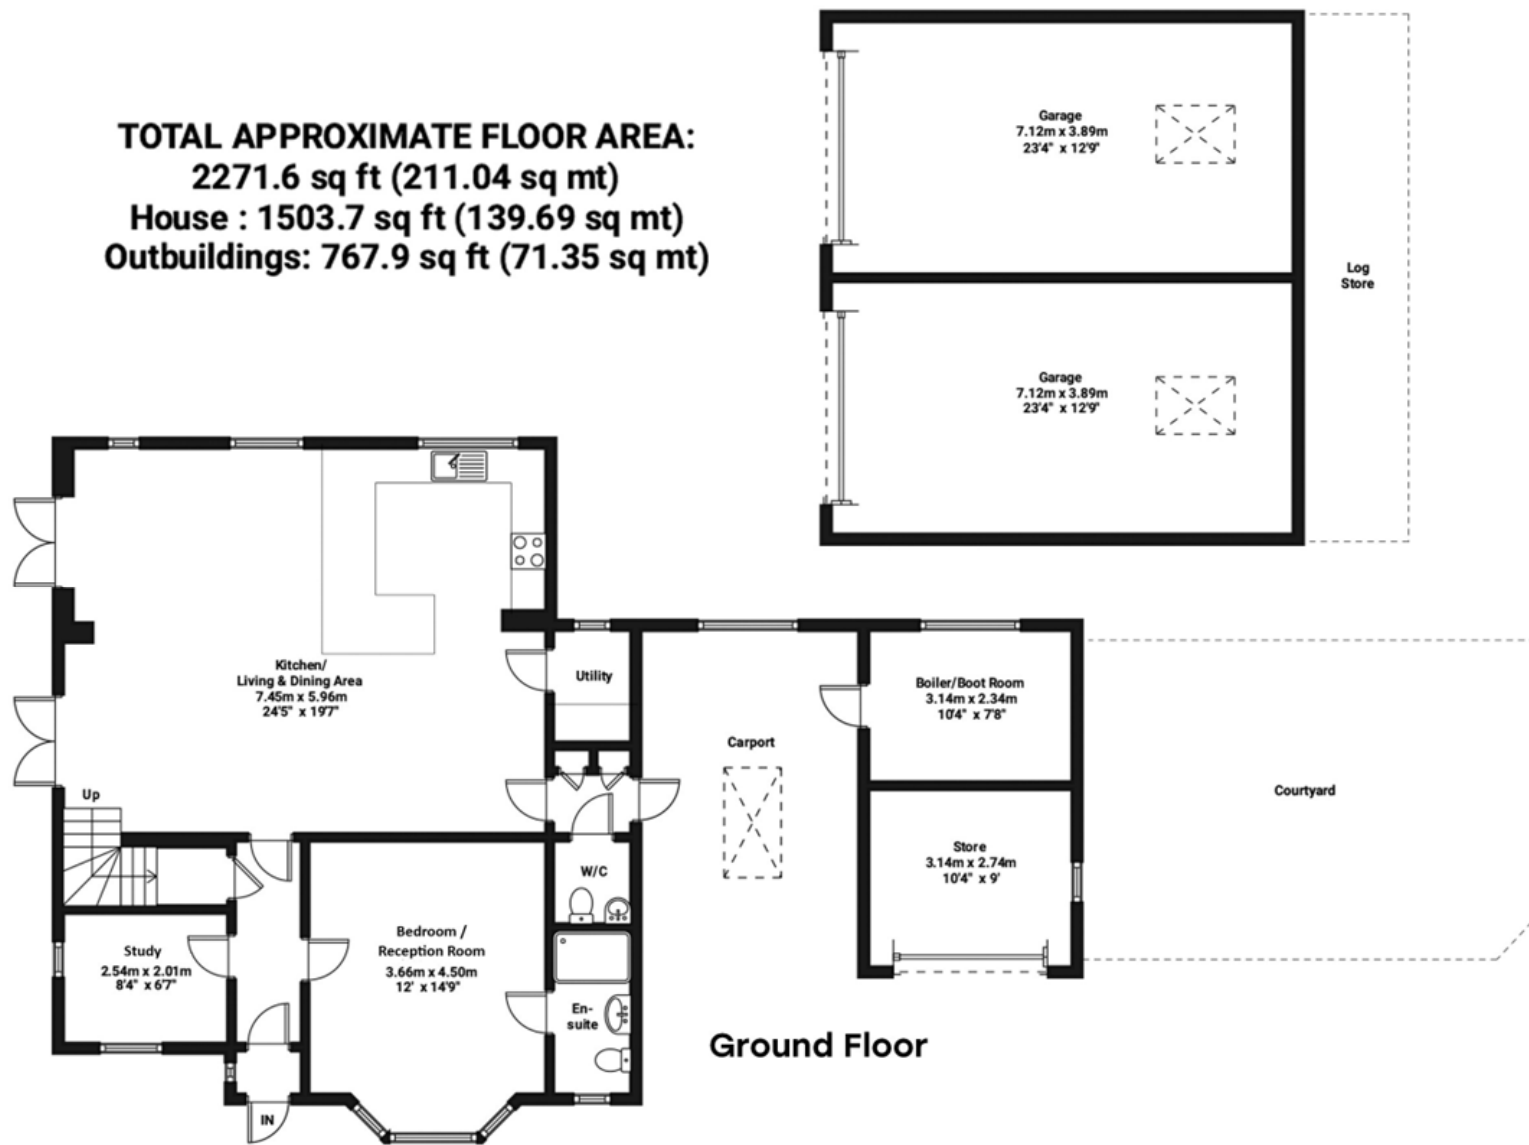 TOTAL APPROXIMATE FLOOR AREA:
2271.6 sq ft (211.04 sq mt)
House : 1503.7 sq ft (139.69 sq mt)
Outbuildings: 767.9 sq ft (71.35 sq mt)
Garage
7.12m x 3.89m
23'4" x 12'9"
Log
Store
Garage
7.12m x 3.89m
23'4" x 12'9"
Kitchen/
Living & Dining Area
7.45m x 5.96m
24'5" x 19'7"
Utility
Boiler/Boot Room
3.14m x 2.34m
10'4" x 7'8"
Carport
Up
Courtyard
Store
3.14m x 2.74m
10'4" x 9'
W/C
Bedroom /
Reception Room
3.66m x 4.50m
12' x 14'9"
Study
2.54m x 2.01m
8'4" x 6'7"
En-
suite
Ground Floor
IN